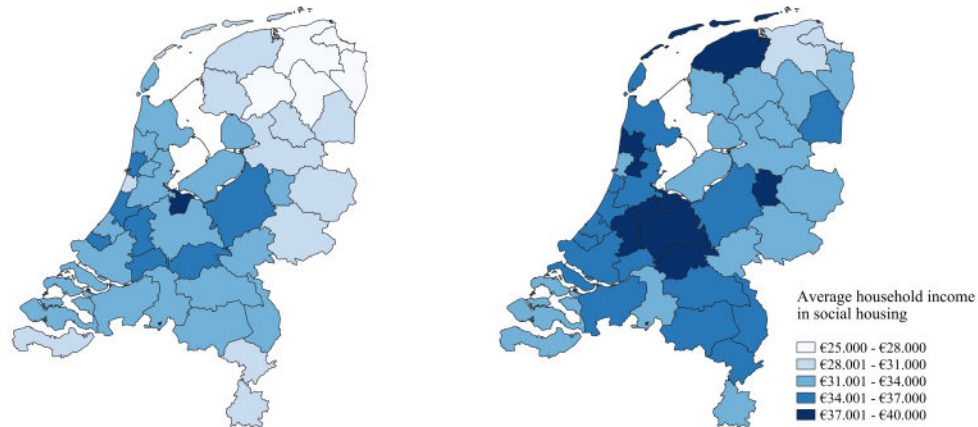 Average household income
in social housing
€25.000 - €28.000
€28.001 - €31.000
€31.001 - €34.000
€34.001 - €37.000
€37.001 - €40.000